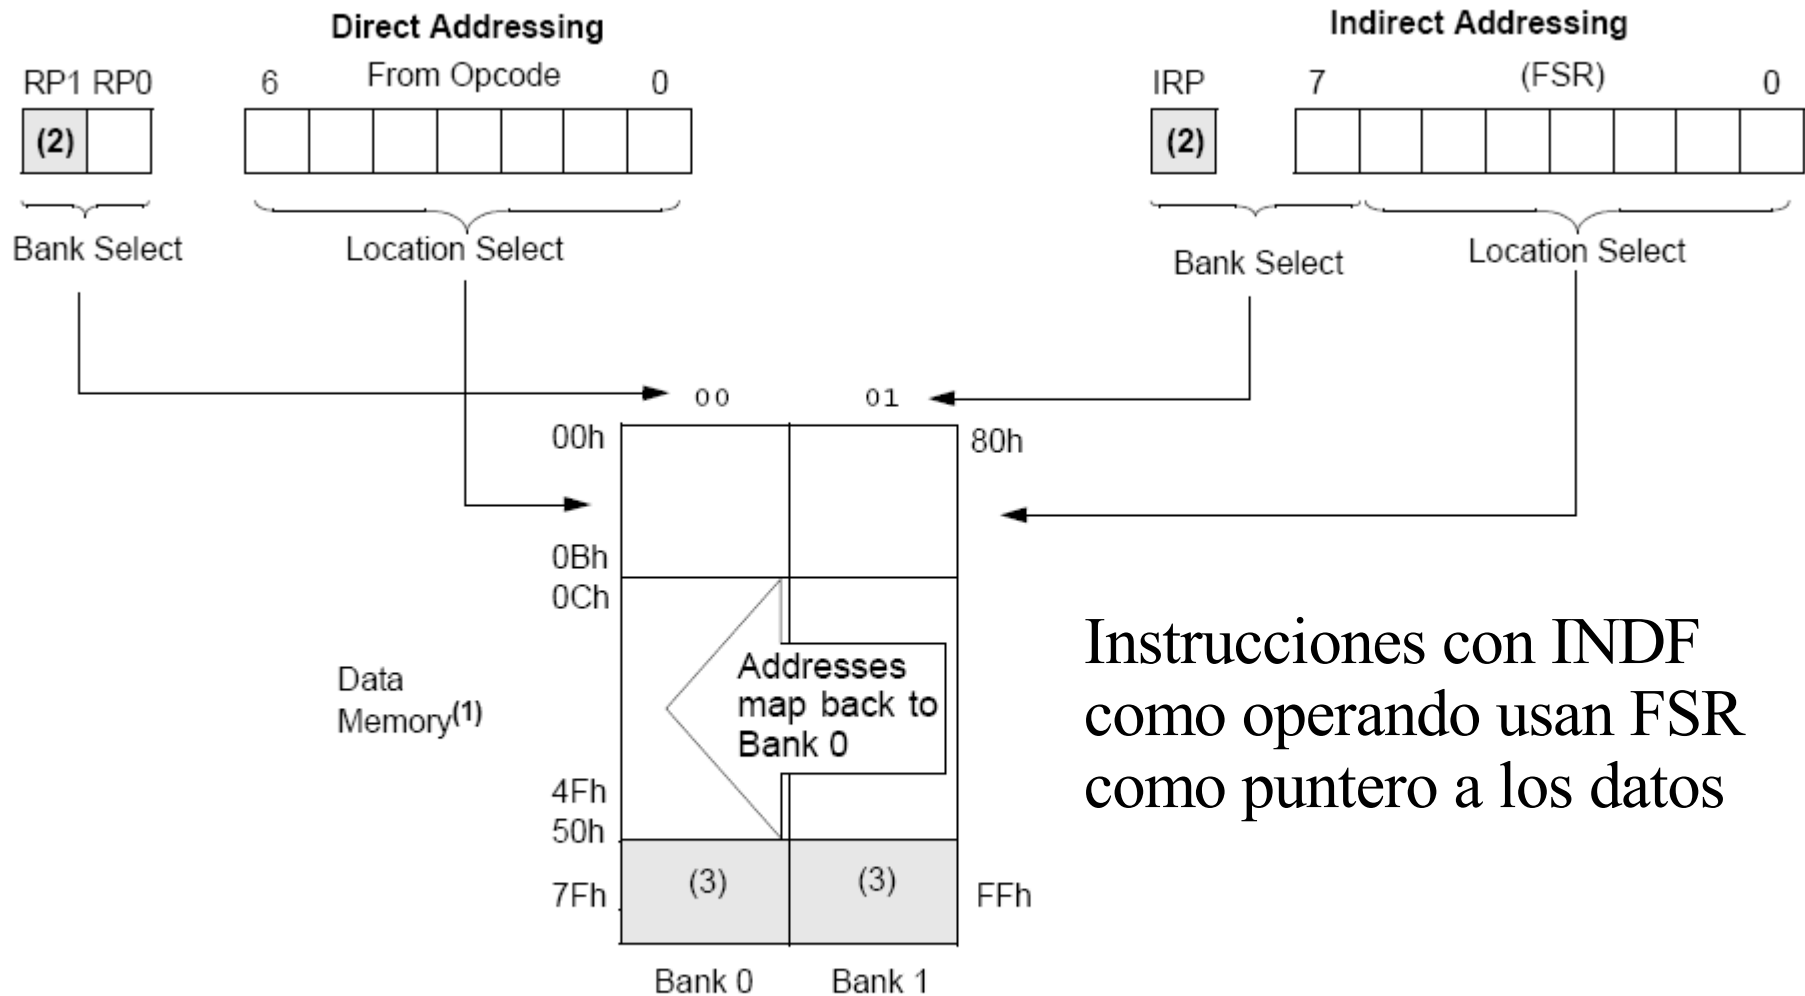 Direct Addressing
RP1 RP0
6
From Opcode
0
(2)
Bank Select
Location Select
Indirect Addressing
IRP
7
(FSR)
0
(2)
Bank Select
Location Select
00
01
00h
80h
0Bh
0Ch
Data
Memory(1)
Addresses
map back to
Bank 0
4Fh
50h
(3)
(3)
7Fh
FFh
Bank 0
Bank 1
Instrucciones con INDF
como operando usan FSR
como puntero a los datos